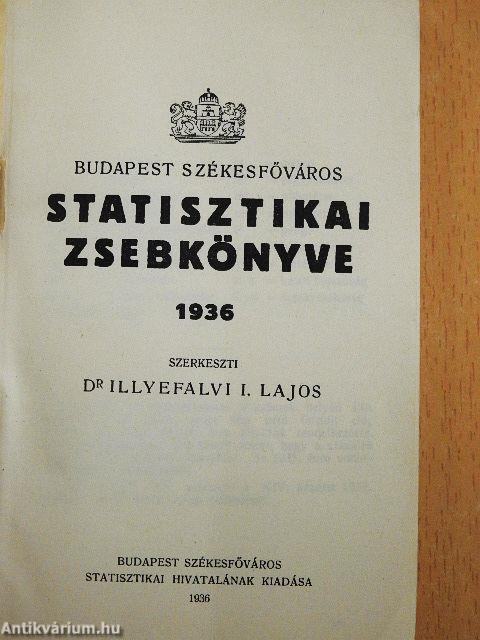 BUDAPEST SZÉKESFŐVÁROS
STATISZTIKAI
ZSEBKÖNYVE
1936
SZERKESZTI
DR ILLYEFALVI I. LAJOS
BUDAPEST SZÉKESFŐVÁROS
STATISZTIKAI HIVATALÁNAK KIADÁSA
1936
Antikvárium.hu